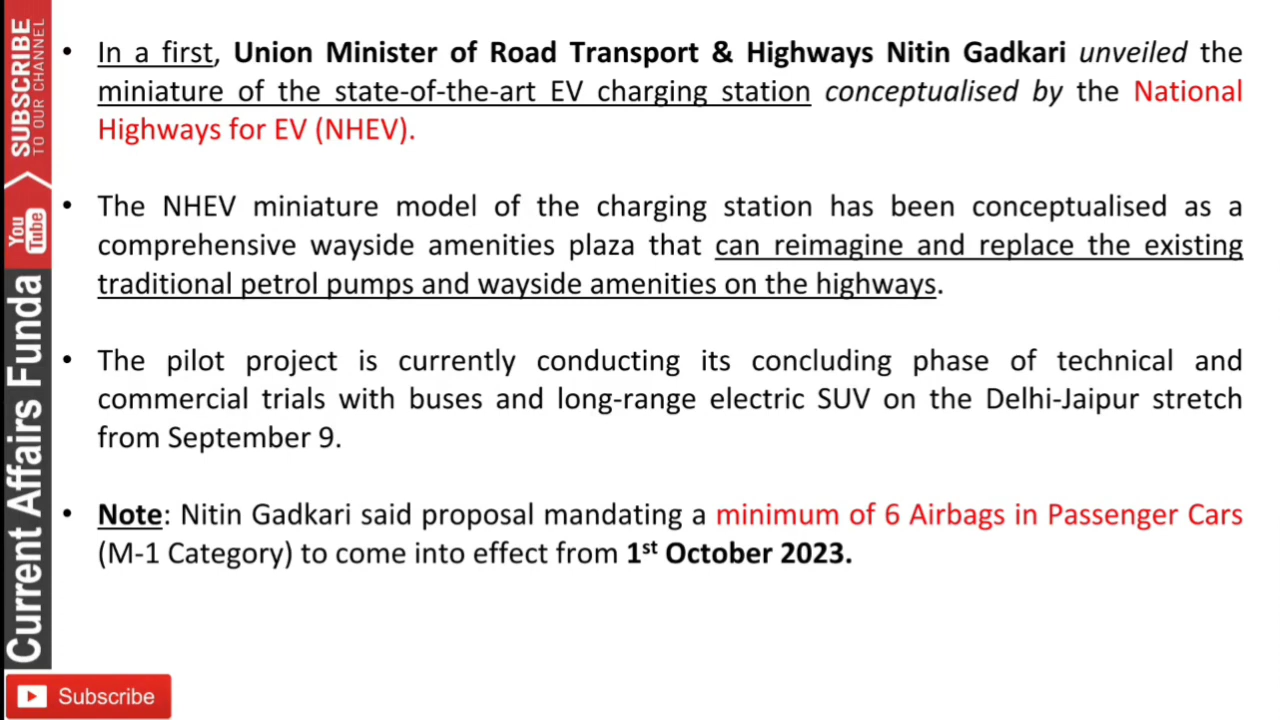 SUBSCRIBE
TO OUR CHANNEL
You
Tube
Current Affairs Funda
• In a first, Union Minister of Road Transport & Highways Nitin Gadkari unveiled the
miniature of the state-of-the-art EV charging station conceptualised by the National
Highways for EV (NHEV).
• The NHEV miniature model of the charging station has been conceptualised as a
comprehensive wayside amenities plaza that can reimagine and replace the existing
traditional petrol pumps and wayside amenities on the highways.
• The pilot project is currently conducting its concluding phase of technical and
commercial trials with buses and long-range electric SUV on the Delhi-Jaipur stretch
from September 9.
• Note: Nitin Gadkari said proposal mandating a minimum of 6 Airbags in Passenger Cars
(M-1 Category) to come into effect from 1st October 2023.
Subscribe